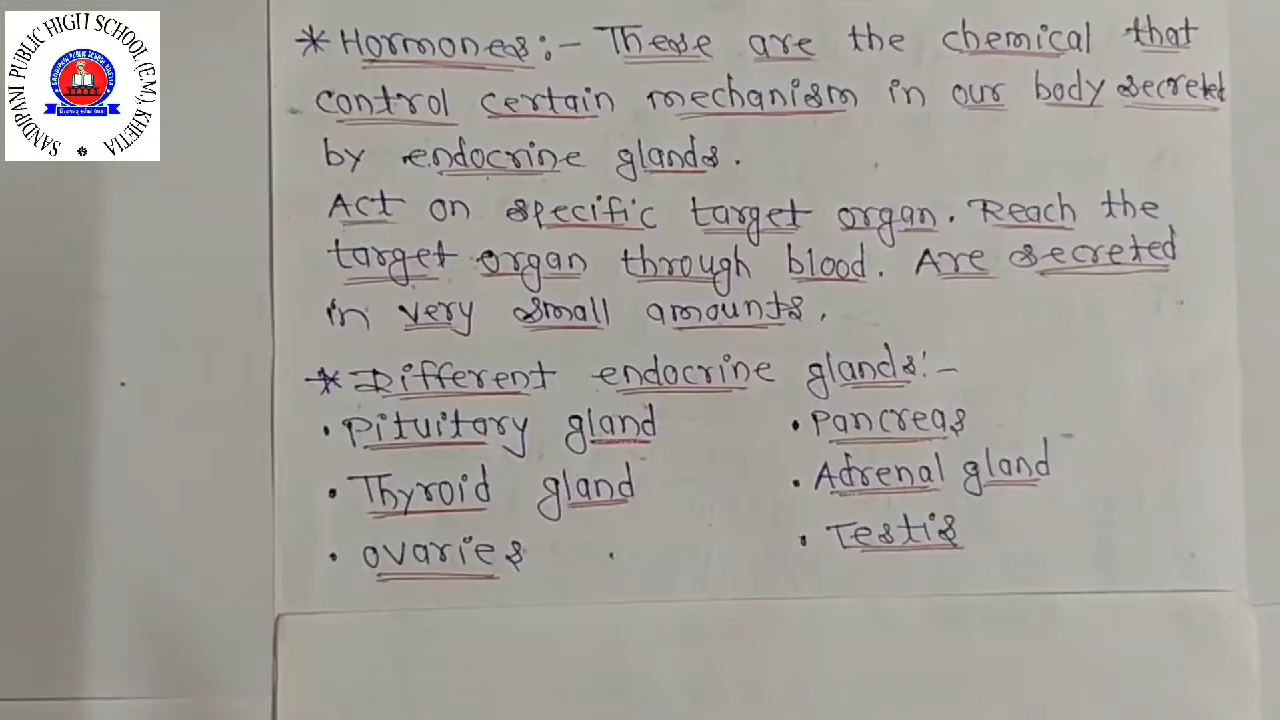 SANDIPANI PUBLIC HIGH SCHOOL (E.M.), KHETIA
* Hormones:- These are the chemical that
control certain mechanism in our body secreted
by endocrine glands.
Act on specific target organ. Reach the
target organ through blood. Are secreted
in very small amounts.
* Different endocrine glands:-
• Pituitary gland • Pancreas
• Thyroid gland • Adrenal gland
• Ovaries • Testis